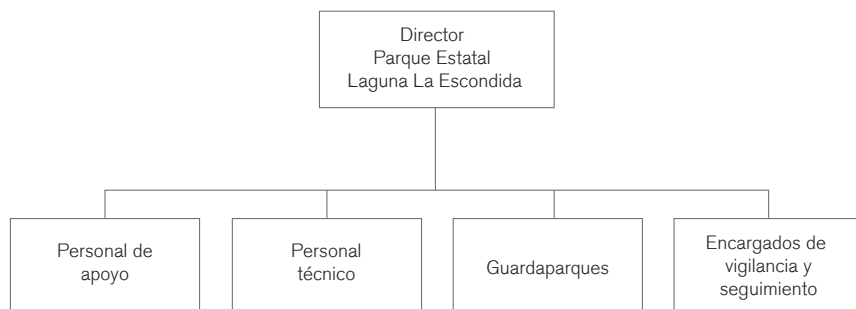 Director
Parque Estatal
Laguna La Escondida
Personal de
apoyo
Personal
técnico
Guardaparques
Encargados de
vigilancia y
seguimiento